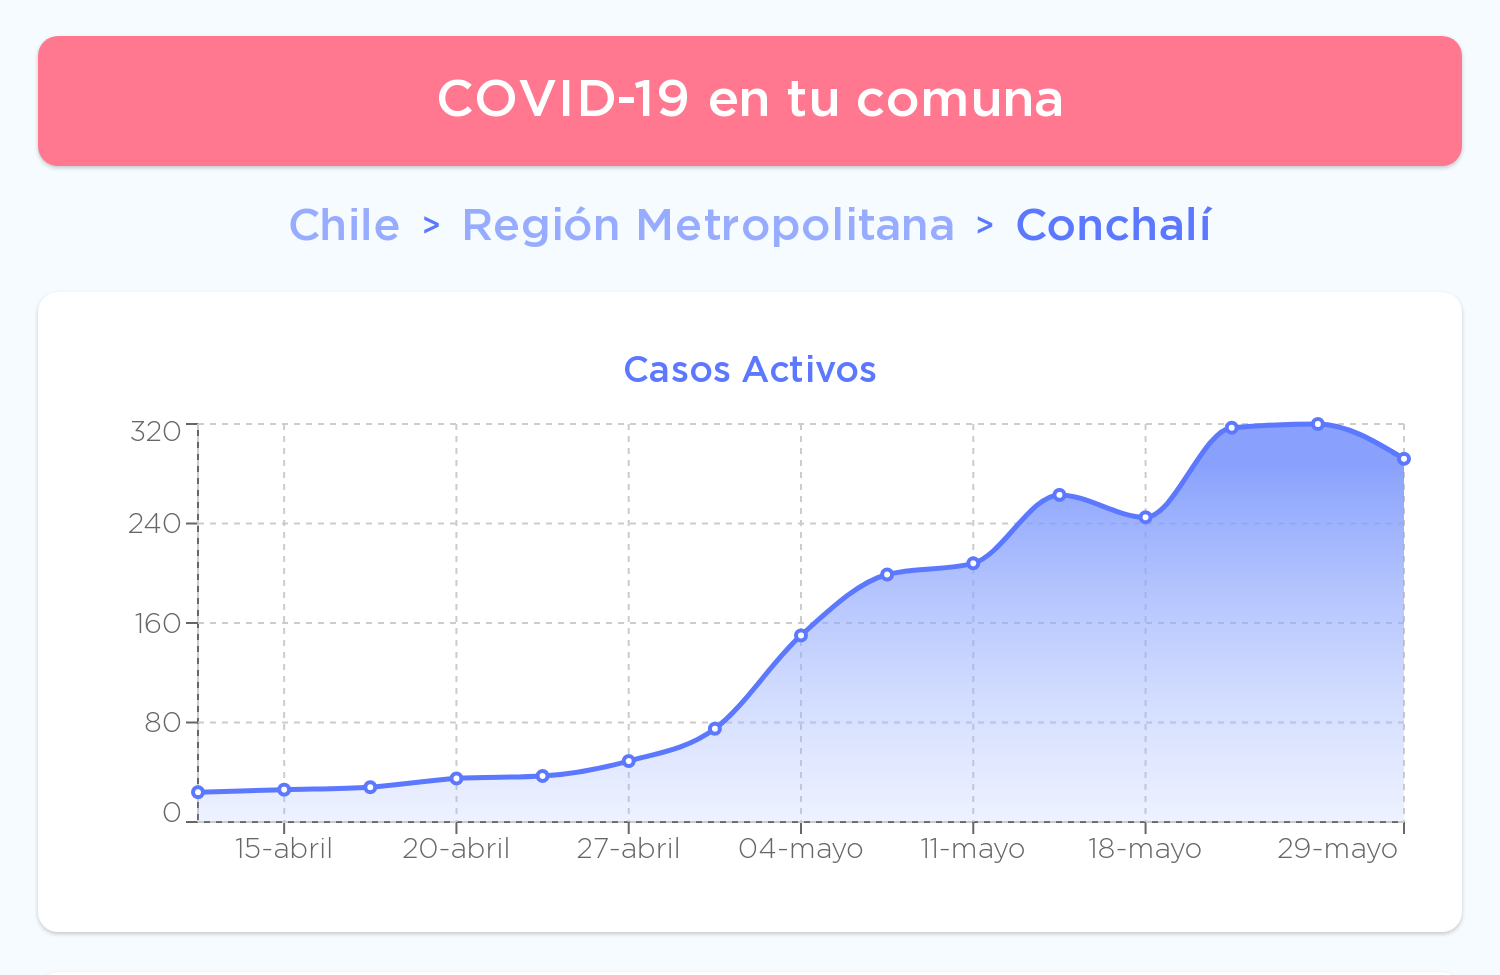 COVID-19 en tu comuna
Chile > Región Metropolitana > Conchalí
Casos Activos
320
240
160
80
0
15-abril 20-abril 27-abril 04-mayo 11-mayo 18-mayo 29-mayo